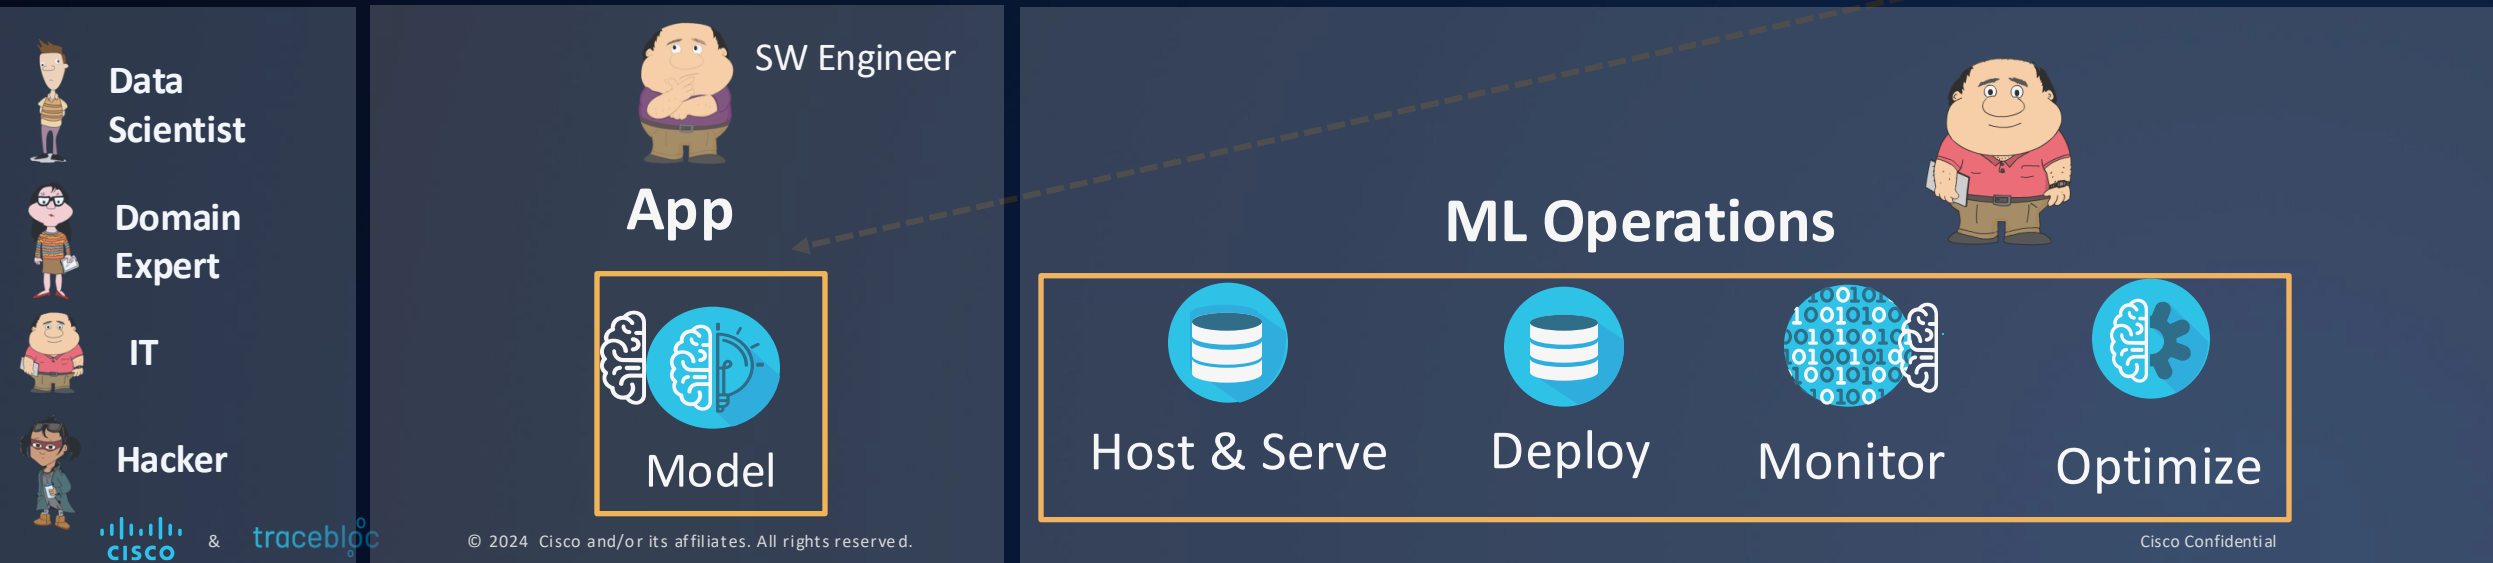 Data
Scientist
Domain
Expert
IT
Hacker
SW Engineer
App
Model
ML Operations
Host & Serve
Deploy
Monitor
Optimize
CISCO & tracebloc
© 2024 Cisco and/or its affiliates. All rights reserved.
Cisco Confidential